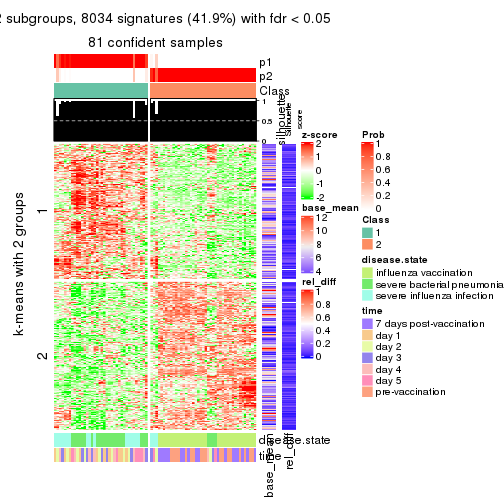 2 subgroups, 8034 signatures (41.9%) with fdr < 0.05
81 confident samples
p1
p2
Class
1
0.5
0
silhouette
Silhouette
score
k-means with 2 groups
1
2
disease.state
time
base_mean
rel_diff
z-score
2
1
0
-1
-2
base_mean
12
10
8
6
4
rel_diff
1
0.8
0.6
0.4
0.2
0
Prob
1
0.8
0.6
0.4
0.2
0
Class
1
2
disease.state
influenza vaccination
severe bacterial pneumonia
severe influenza infection
time
7 days post-vaccination
day 1
day 2
day 3
day 4
day 5
pre-vaccination